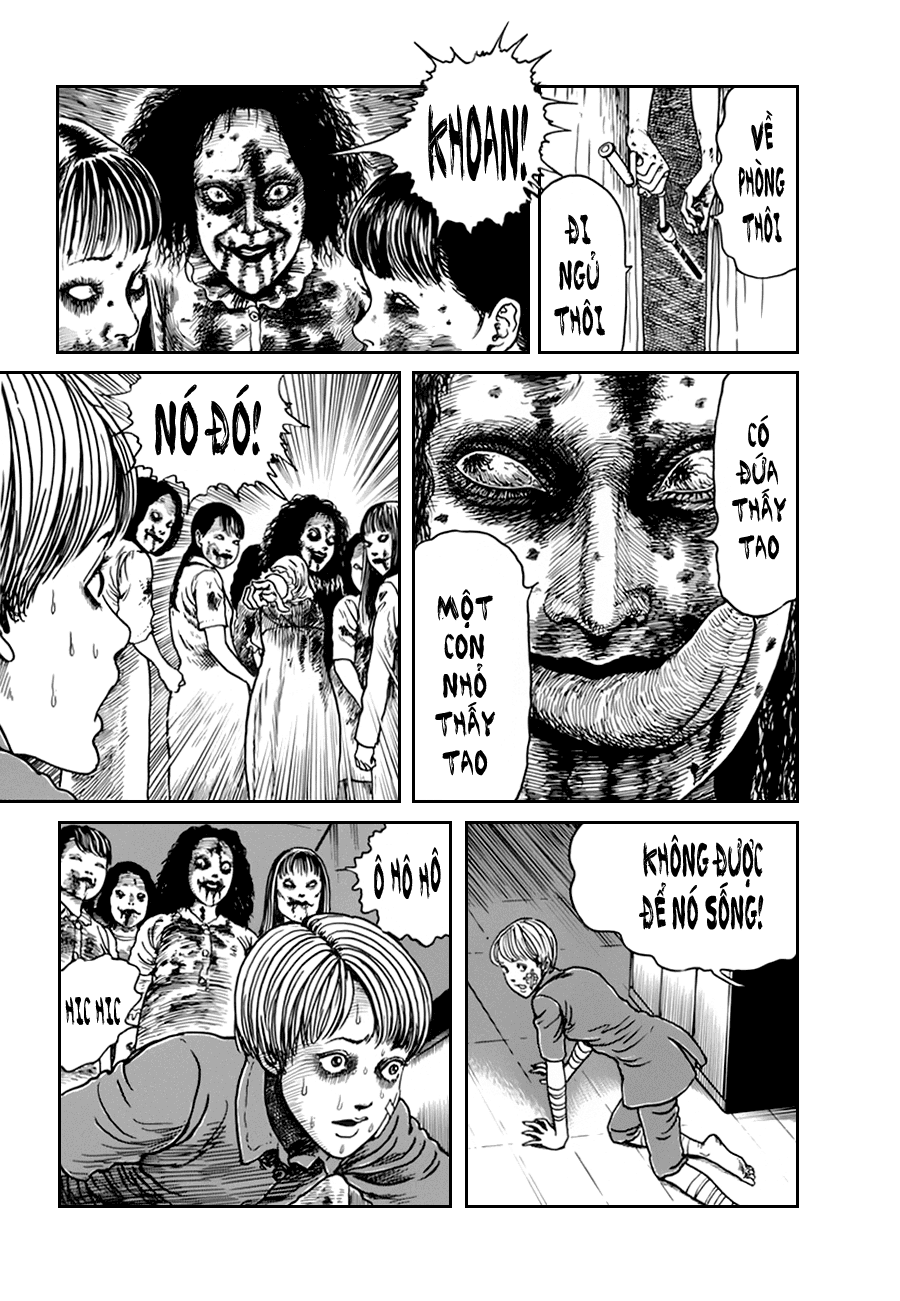 VỀ
PHÒNG
THÔI
ĐI
NGỦ
THÔI
KHOAN!
CÓ
ĐỨA
THẤY
TAO
MỘT
CON
NHỎ
THẤY
TAO
NÓ ĐÓ!
KHÔNG ĐƯỢC
ĐỂ NÓ SỐNG!
Ô HÔ HÔ
HIC HIC